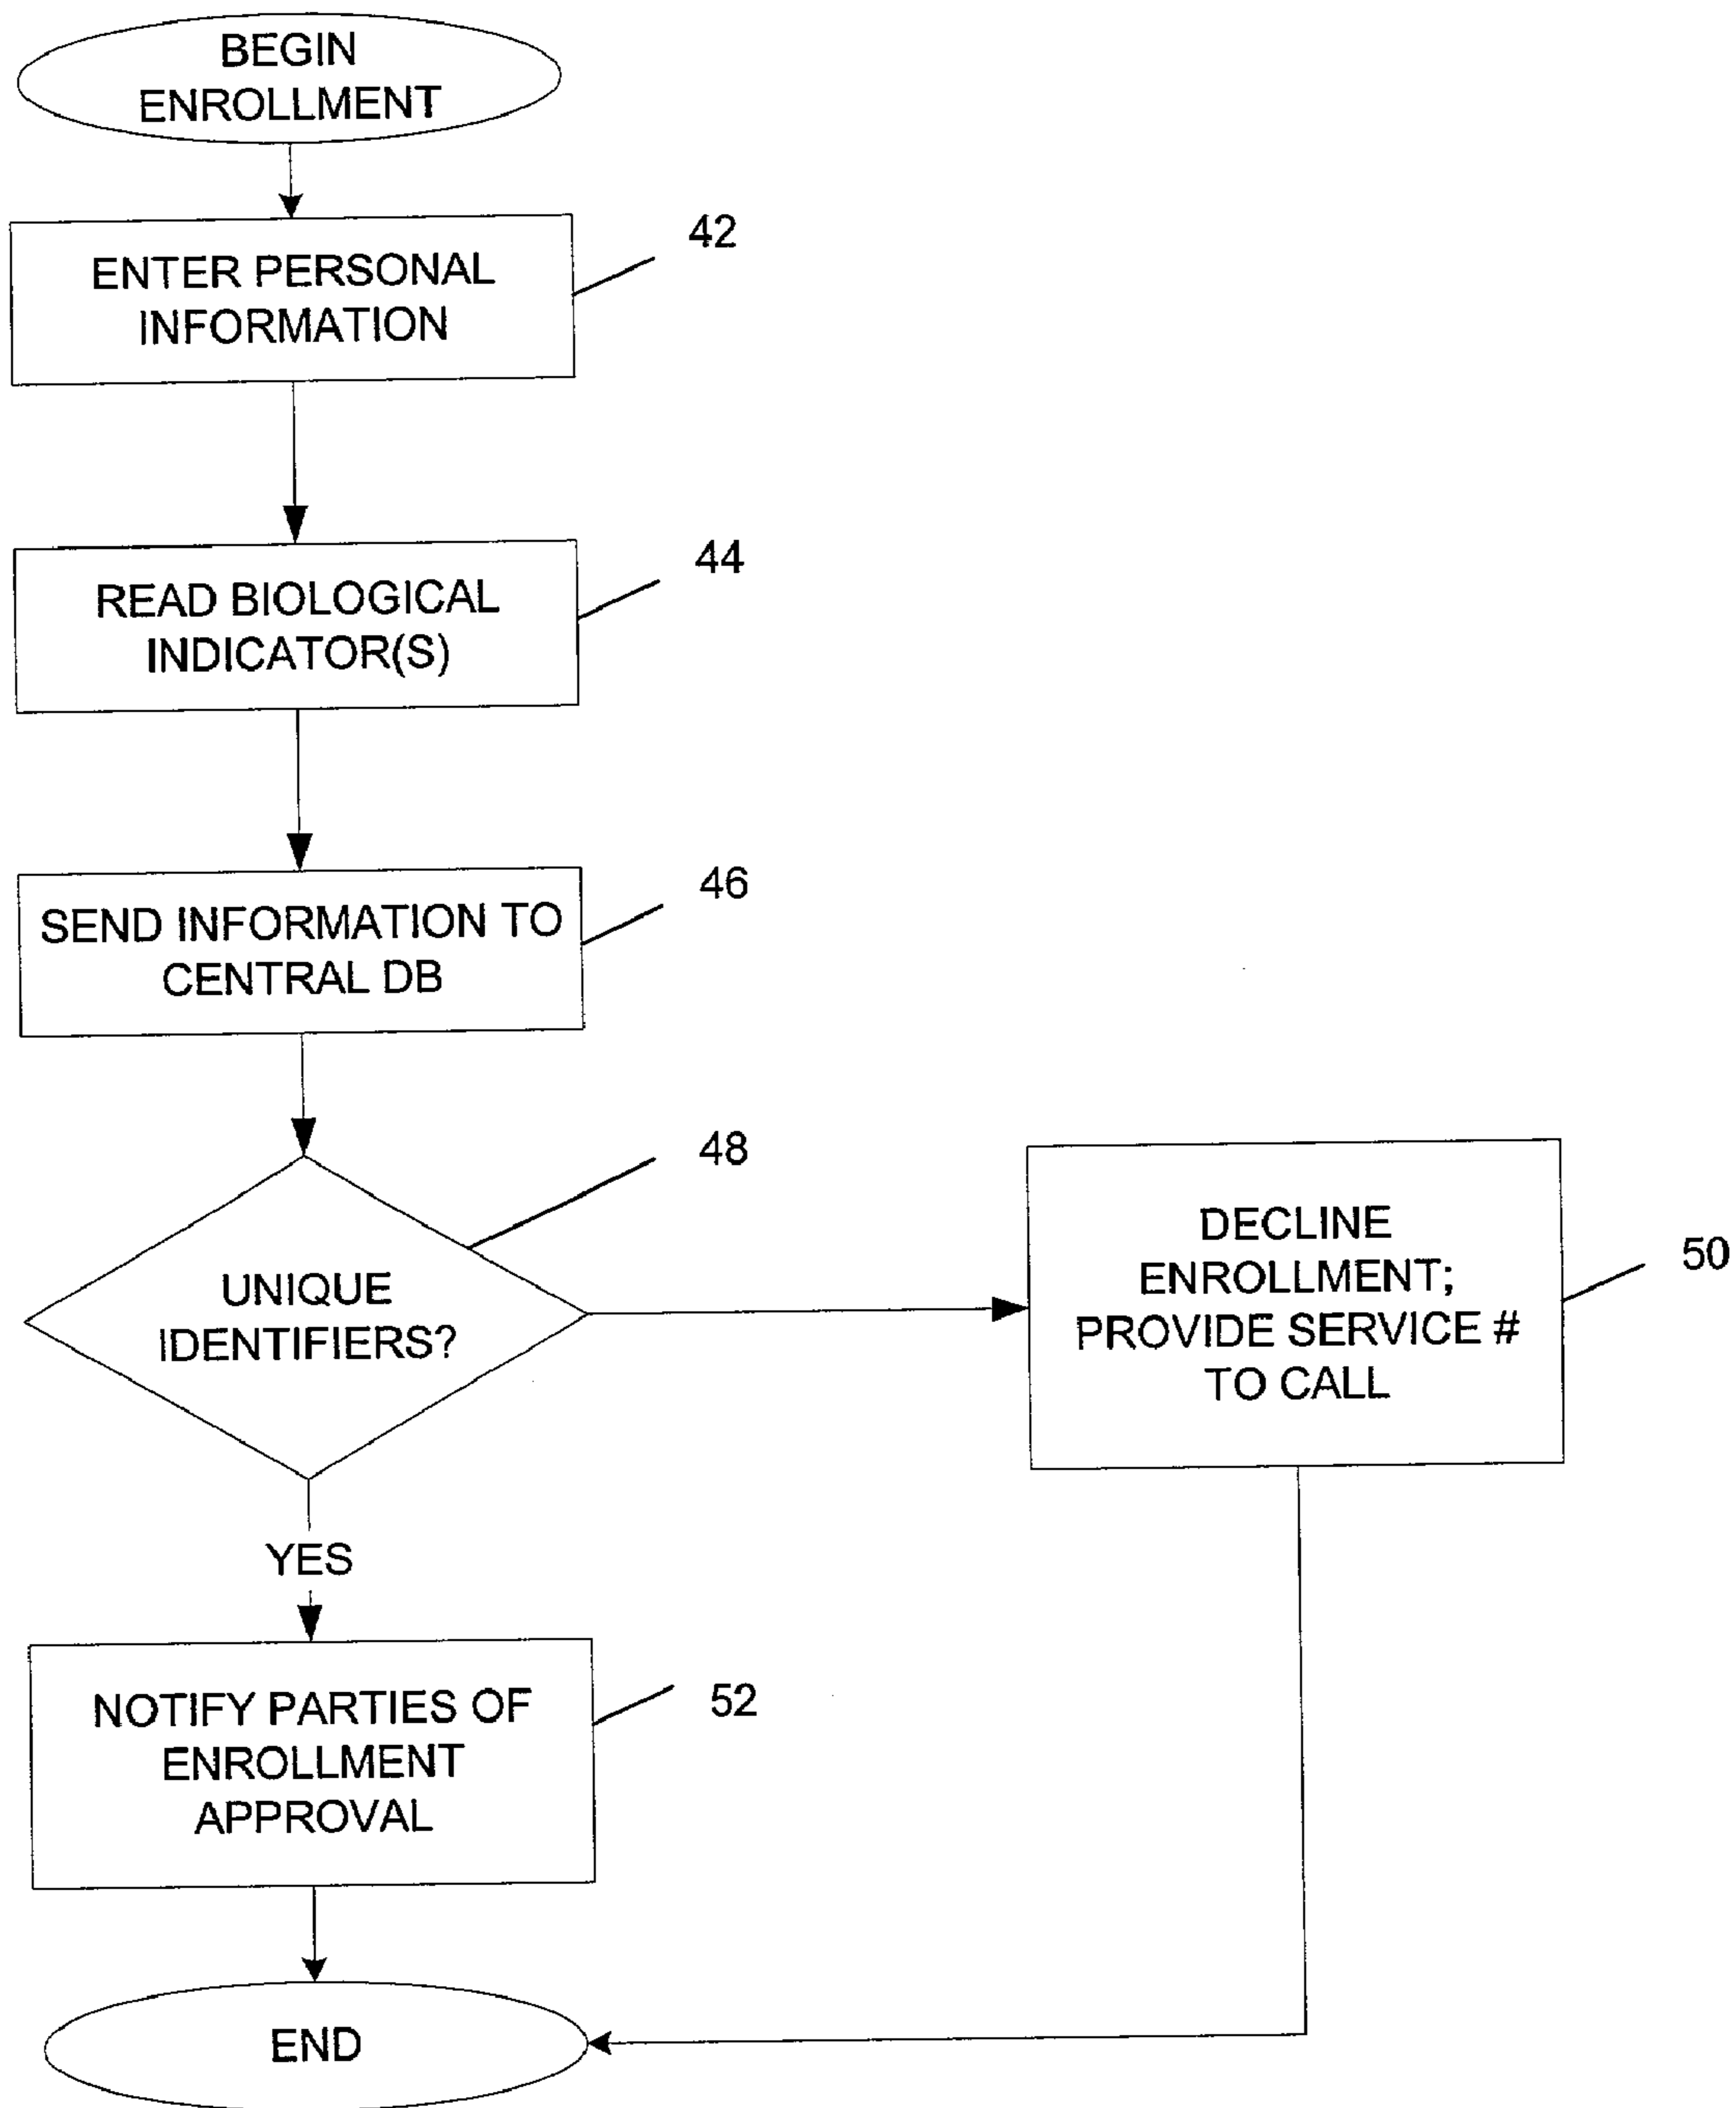 BEGIN
ENROLLMENT
42
ENTER PERSONAL
INFORMATION
44
READ BIOLOGICAL
INDICATOR(S)
46
SEND INFORMATION TO
CENTRAL DB
48
UNIQUE
IDENTIFIERS?
DECLINE
ENROLLMENT;
PROVIDE SERVICE #
TO CALL
50
YES
NOTIFY PARTIES OF
ENROLLMENT
APPROVAL
52
END